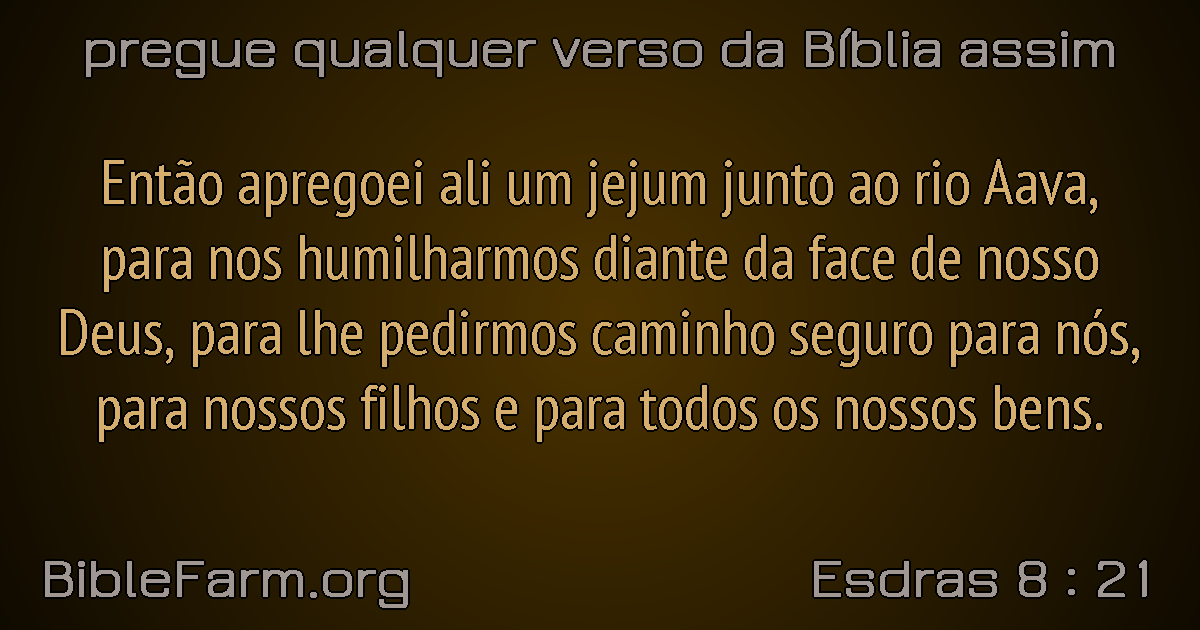 pregue qualquer verso da Bíblia assim
Então apregoei ali um jejum junto ao rio Aava,
para nos humilharmos diante da face de nosso
Deus, para lhe pedirmos caminho seguro para nós,
para nossos filhos e para todos os nossos bens.
BibleFarm.org
Esdras 8 : 21